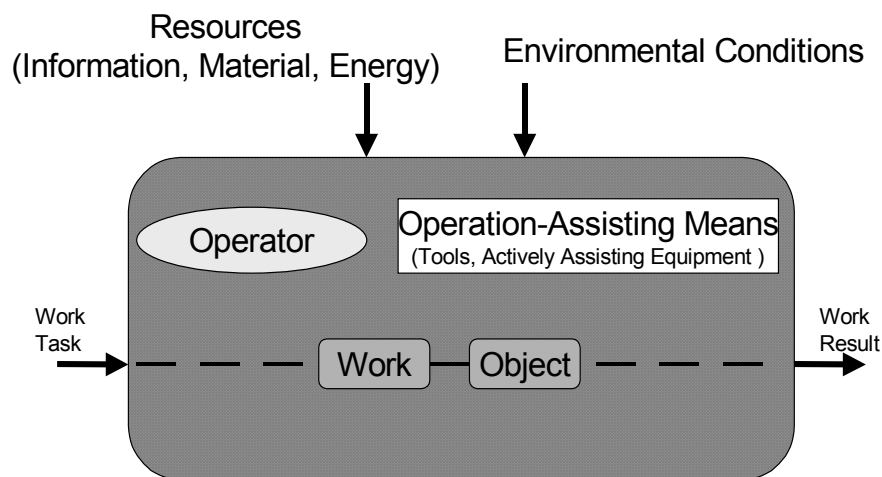 Resources
(Information, Material, Energy)
Environmental Conditions
Operator
Operation-Assisting Means
(Tools, Actively Assisting Equipment )
Work
Task
Work
Object
Work
Result